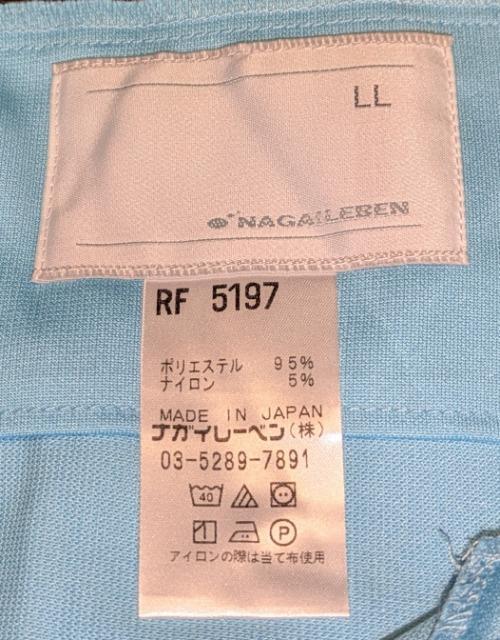 LL
NAGAILEBEN
RF 5197
ポリエステル 95%
ナイロン 5%
MADE IN JAPAN
ナガイレーベン(株)
03-5289-7891
40
P
アイロンの際は当て布使用